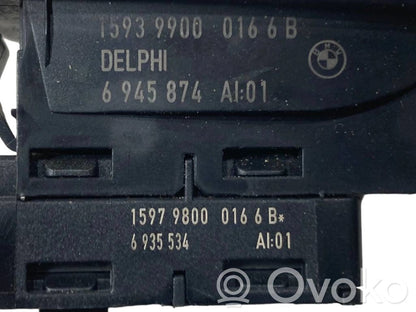 1593 9900 016 6 B
DELPHI
BMW
6 945 874 AI:01
1597 9800 016 6 B*
6 935 534 AI:01
Ovoko